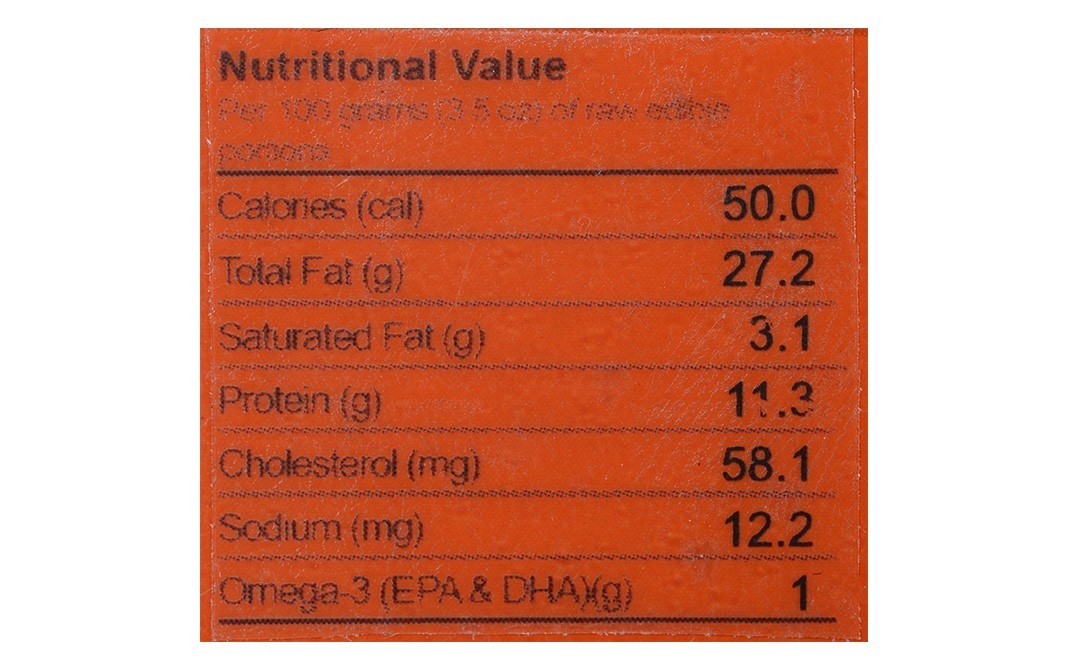 Nutritional Value
Per 100 grams (3.5 oz) of raw edible
portions
Calories (cal) 50.0
Total Fat (g) 27.2
Saturated Fat (g) 3.1
Protein (g) 11.3
Cholesterol (mg) 58.1
Sodium (mg) 12.2
Omega-3 (EPA & DHA)(g) 1